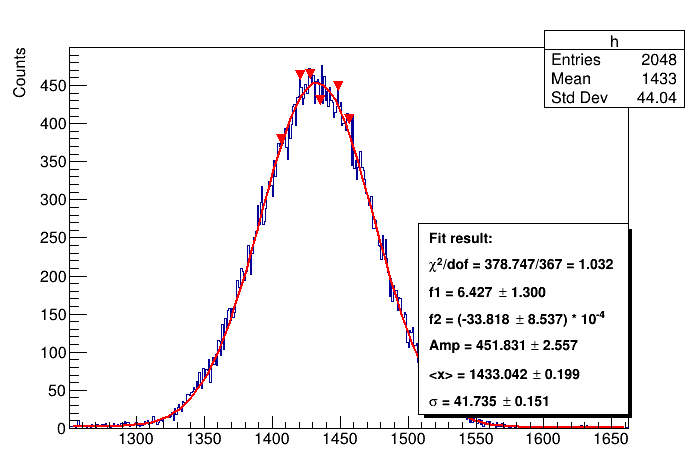 h
Entries 2048
Mean 1433
Std Dev 44.04
Counts
450
400
350
300
250
200
150
100
50
0
Fit result:
χ²/dof = 378.747/367 = 1.032
f1 = 6.427 ± 1.300
f2 = (-33.818 ± 8.537) * 10⁻⁴
Amp = 451.831 ± 2.557
<x> = 1433.042 ± 0.199
σ = 41.735 ± 0.151
1300 1350 1400 1450 1500 1550 1600 1650